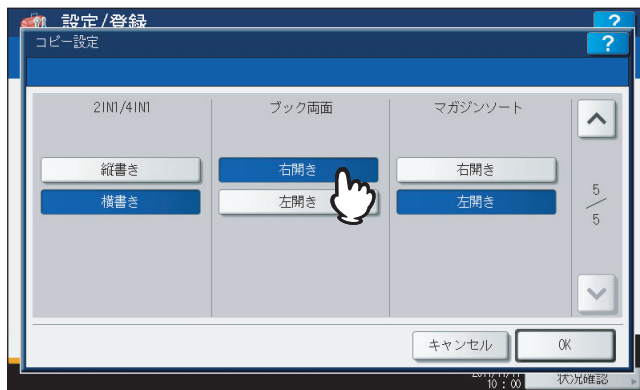 設定/登録
?
コピー設定
?
2IN1/4IN1
ブック両面
マガジンソート
縦書き
右開き
右開き
5
横書き
左開き
左開き
5
キャンセル
OK
10:00
状況確認